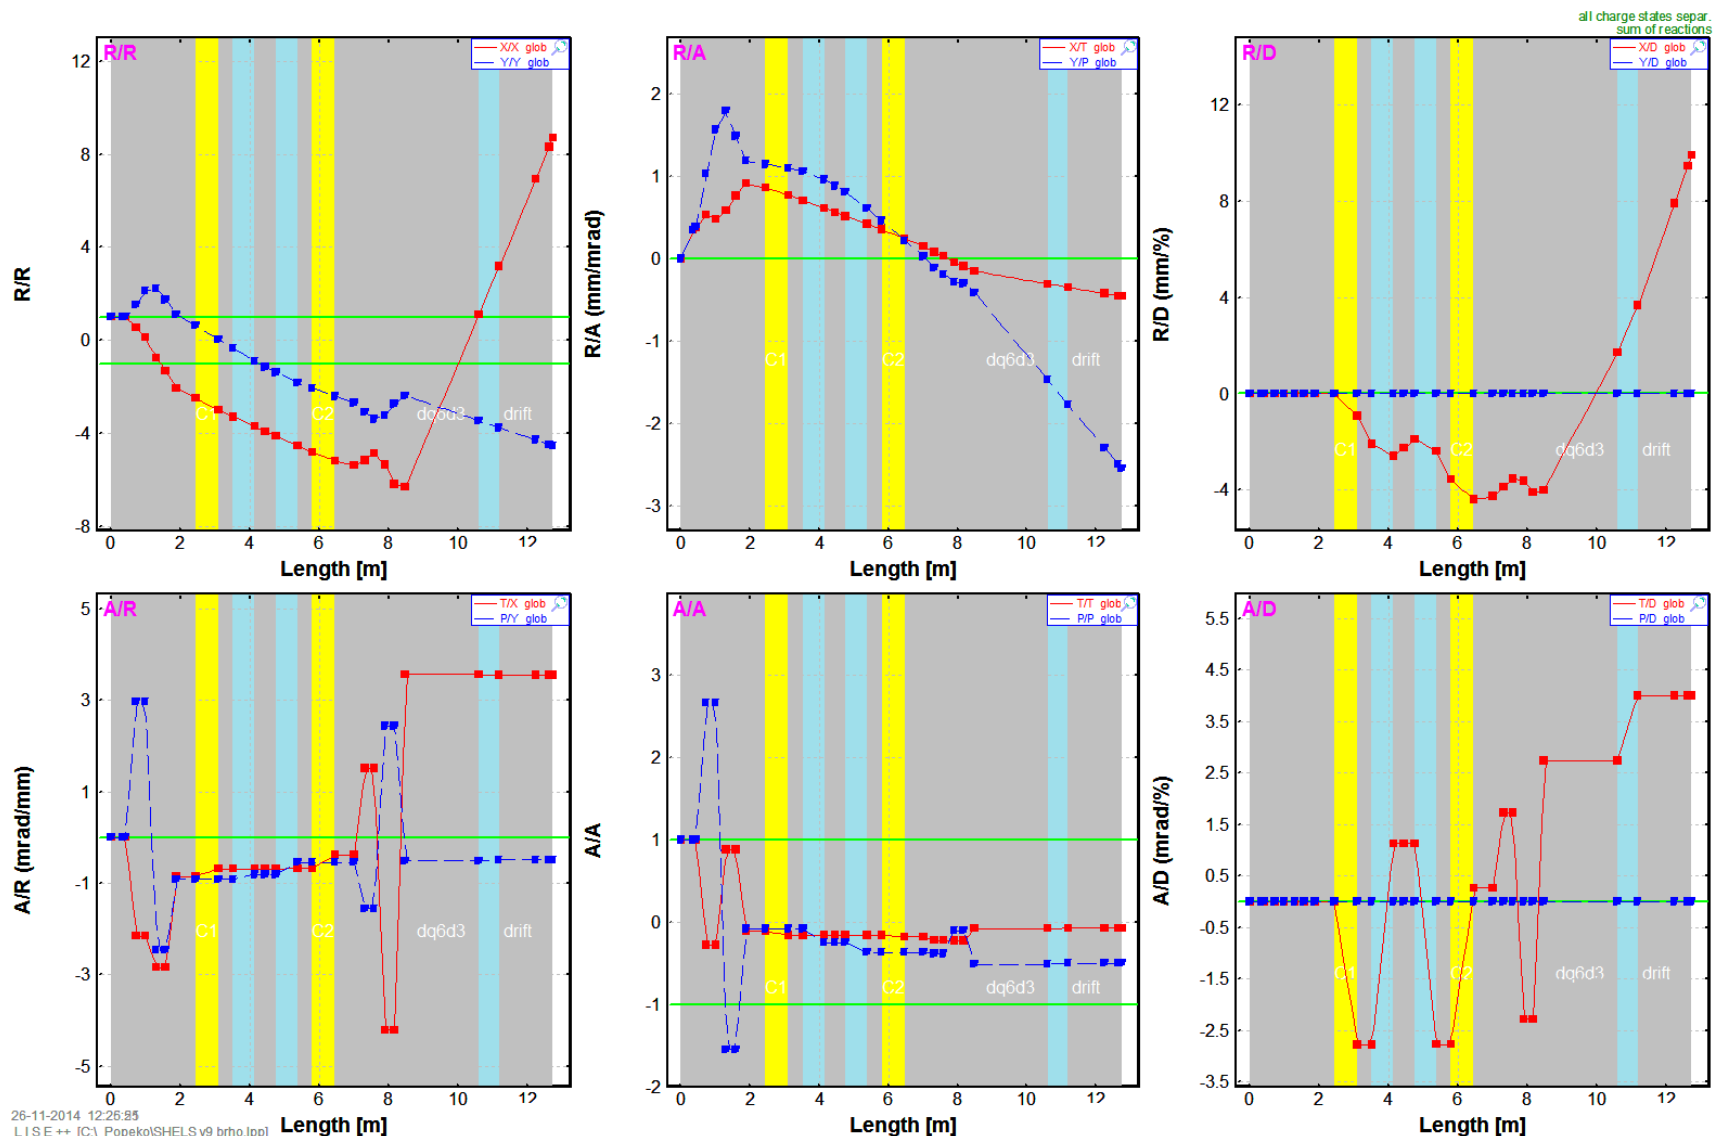 all charge states separ.
sum of reactions
R/R
X/X glob
Y/Y glob
12
8
4
0
-4
-8
R/R
C1
C2
dq6d3
drift
0 2 4 6 8 10 12
Length [m]
R/A
X/T glob
Y/P glob
2
1
0
-1
-2
-3
R/A (mm/mrad)
C1
C2
dq6d3
drift
0 2 4 6 8 10 12
Length [m]
R/D
X/D glob
Y/D glob
12
8
4
0
-4
R/D (mm/%)
C1
C2
dq6d3
drift
0 2 4 6 8 10 12
Length [m]
A/R
T/X glob
P/Y glob
5
3
1
-1
-3
-5
A/R (mrad/mm)
C1
C2
dq6d3
drift
0 2 4 6 8 10 12
Length [m]
A/A
T/T glob
P/P glob
3
2
1
0
-1
-2
A/A
C1
C2
dq6d3
drift
0 2 4 6 8 10 12
Length [m]
A/D
T/D glob
P/D glob
5.5
4.5
3.5
2.5
1.5
0.5
-0.5
-1.5
-2.5
-3.5
A/D (mrad/%)
C1
C2
dq6d3
drift
0 2 4 6 8 10 12
Length [m]
26-11-2014
LISE++ [C:\_Popeko\SHELS v9 brho.lpp]